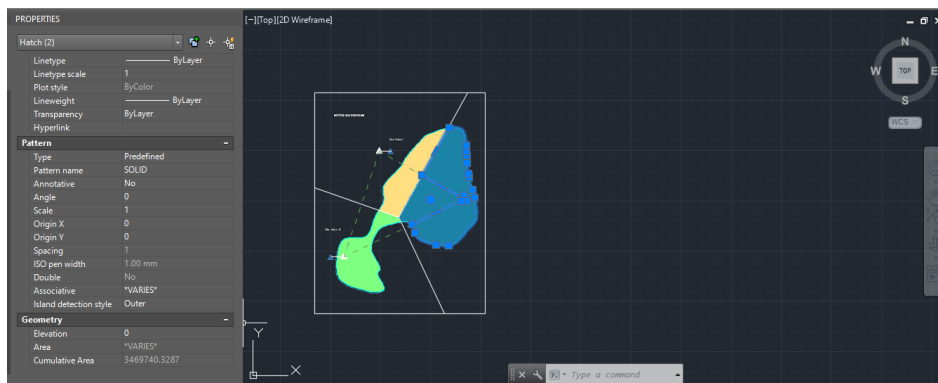 PROPERTIES
Hatch (2)
Linetype ByLayer
Linetype scale 1
Plot style ByColor
Lineweight ByLayer
Transparency ByLayer
Hyperlink
Pattern
Type Predefined
Pattern name SOLID
Annotative No
Angle 0
Scale 1
Origin X 0
Origin Y 0
Spacing 1
ISO pen width 1.00 mm
Double No
Associative *VARIES*
Island detection style Outer
Geometry
Elevation 0
Area *VARIES*
Cumulative Area 3469740.3287
[−][Top][2D Wireframe]
N
W
TOP
E
S
WCS
Y
X
Type a command